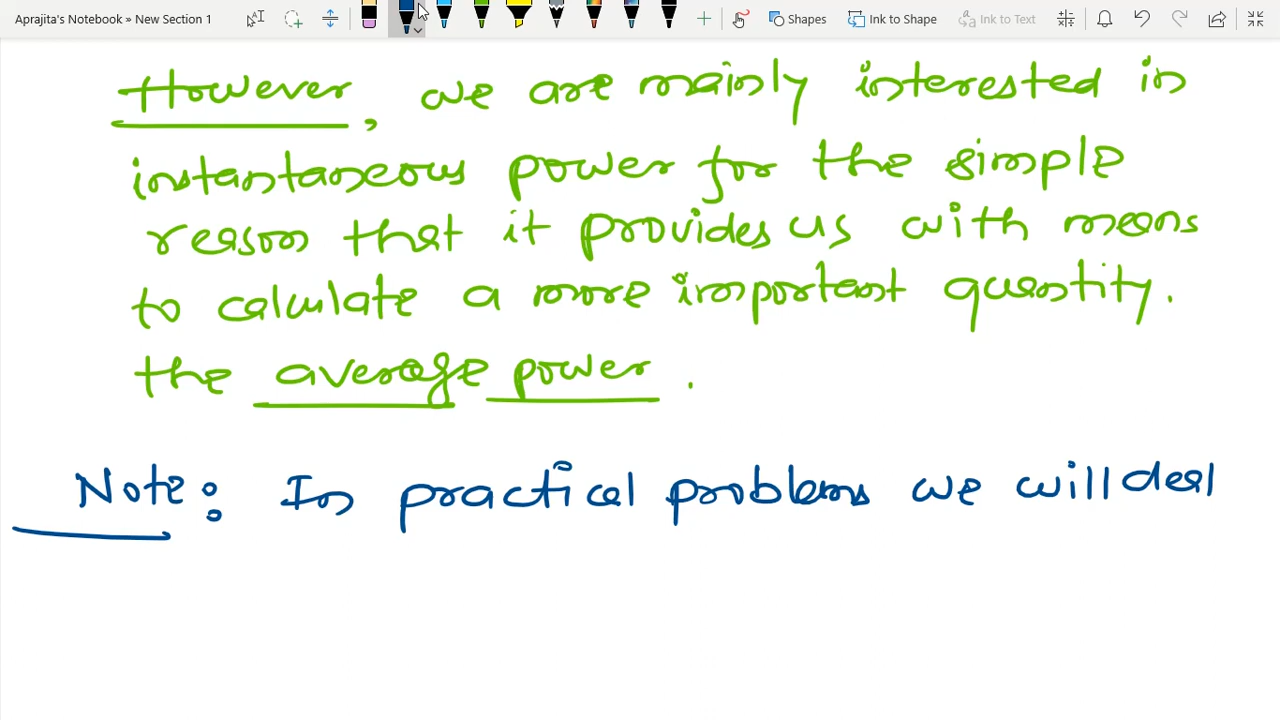 Aprajita's Notebook » New Section 1
Shapes
Ink to Shape
Ink to Text
However, we are mainly interested in
instantaneous power for the simple
reason that it provides us with means
to calculate a more important quantity.
the average power.
Note: In practical problems we will deal